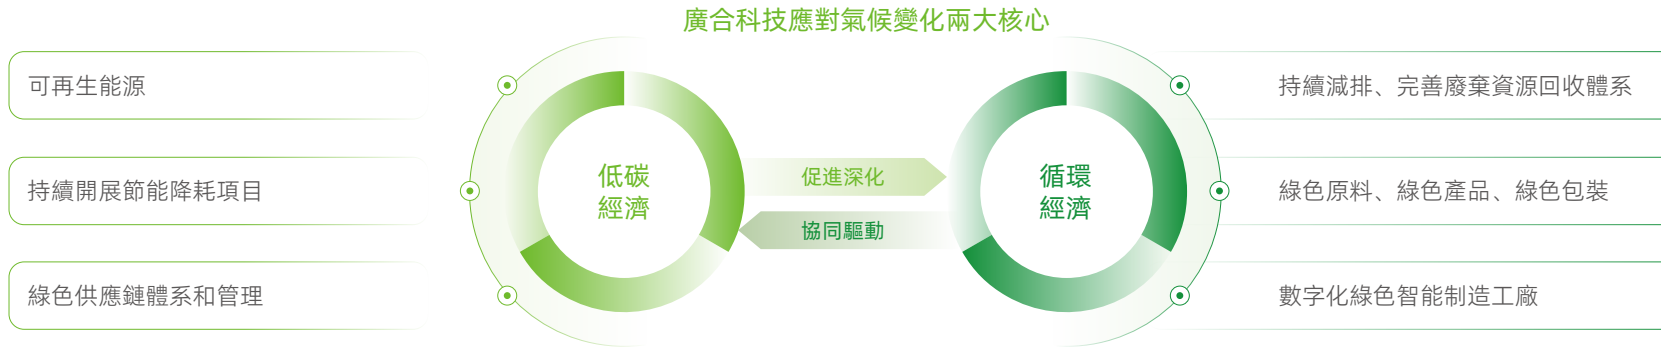 廣合科技應對氣候變化兩大核心
可再生能源
持續開展節能降耗項目
綠色供應鏈體系和管理
低碳
經濟
促進深化
協同驅動
循環
經濟
持續減排、完善廢棄資源回收體系
綠色原料、綠色產品、綠色包裝
數字化綠色智能制造工廠